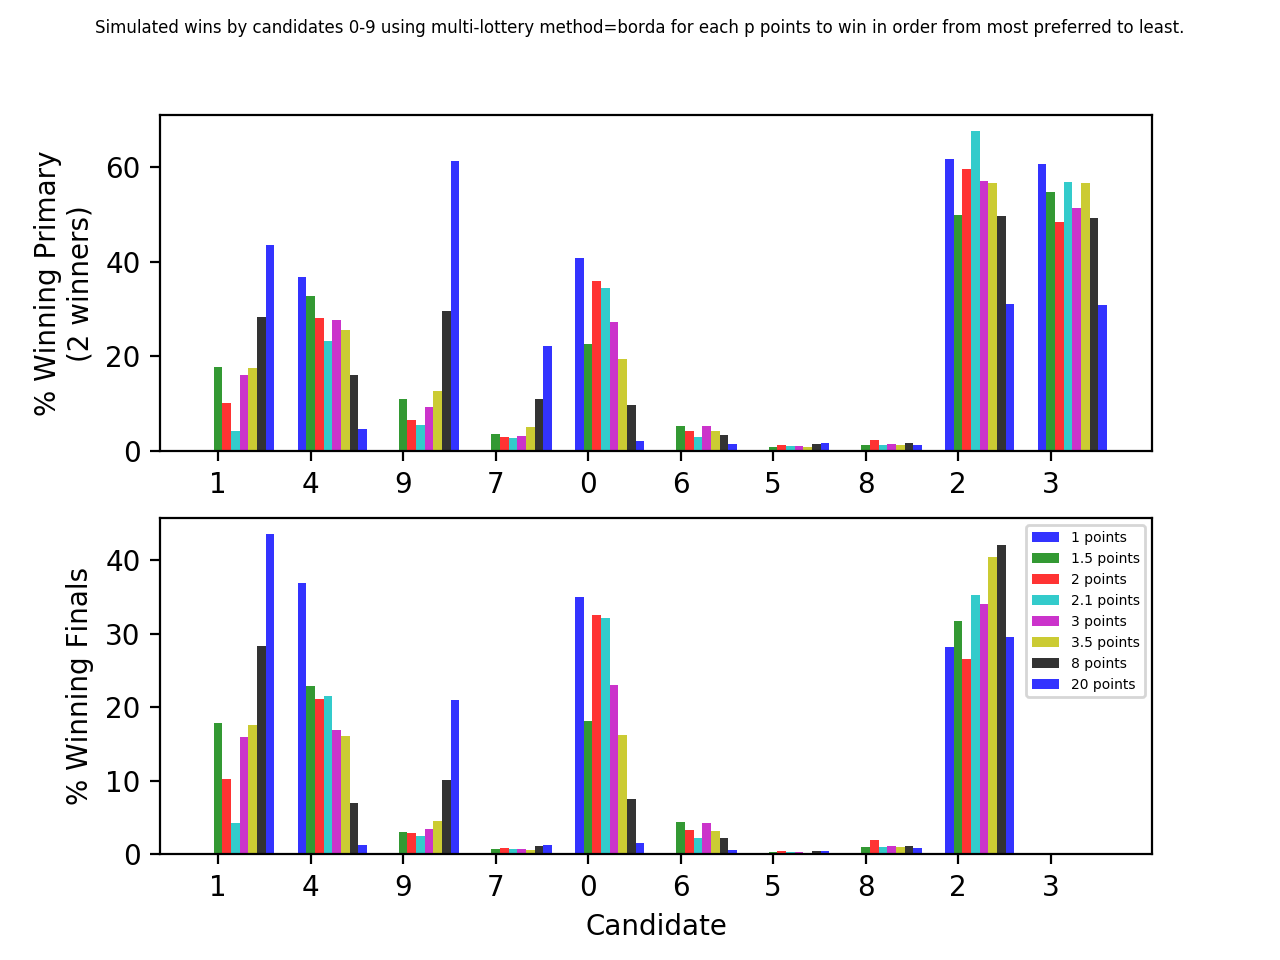 Simulated wins by candidates 0-9 using multi-lottery method=borda for each p points to win in order from most preferred to least.
% Winning Primary
(2 winners)
60
40
20
0
1 4 9 7 0 6 5 8 2 3
% Winning Finals
40
30
20
10
0
1 points
1.5 points
2 points
2.1 points
3 points
3.5 points
8 points
20 points
1 4 9 7 0 6 5 8 2 3
Candidate